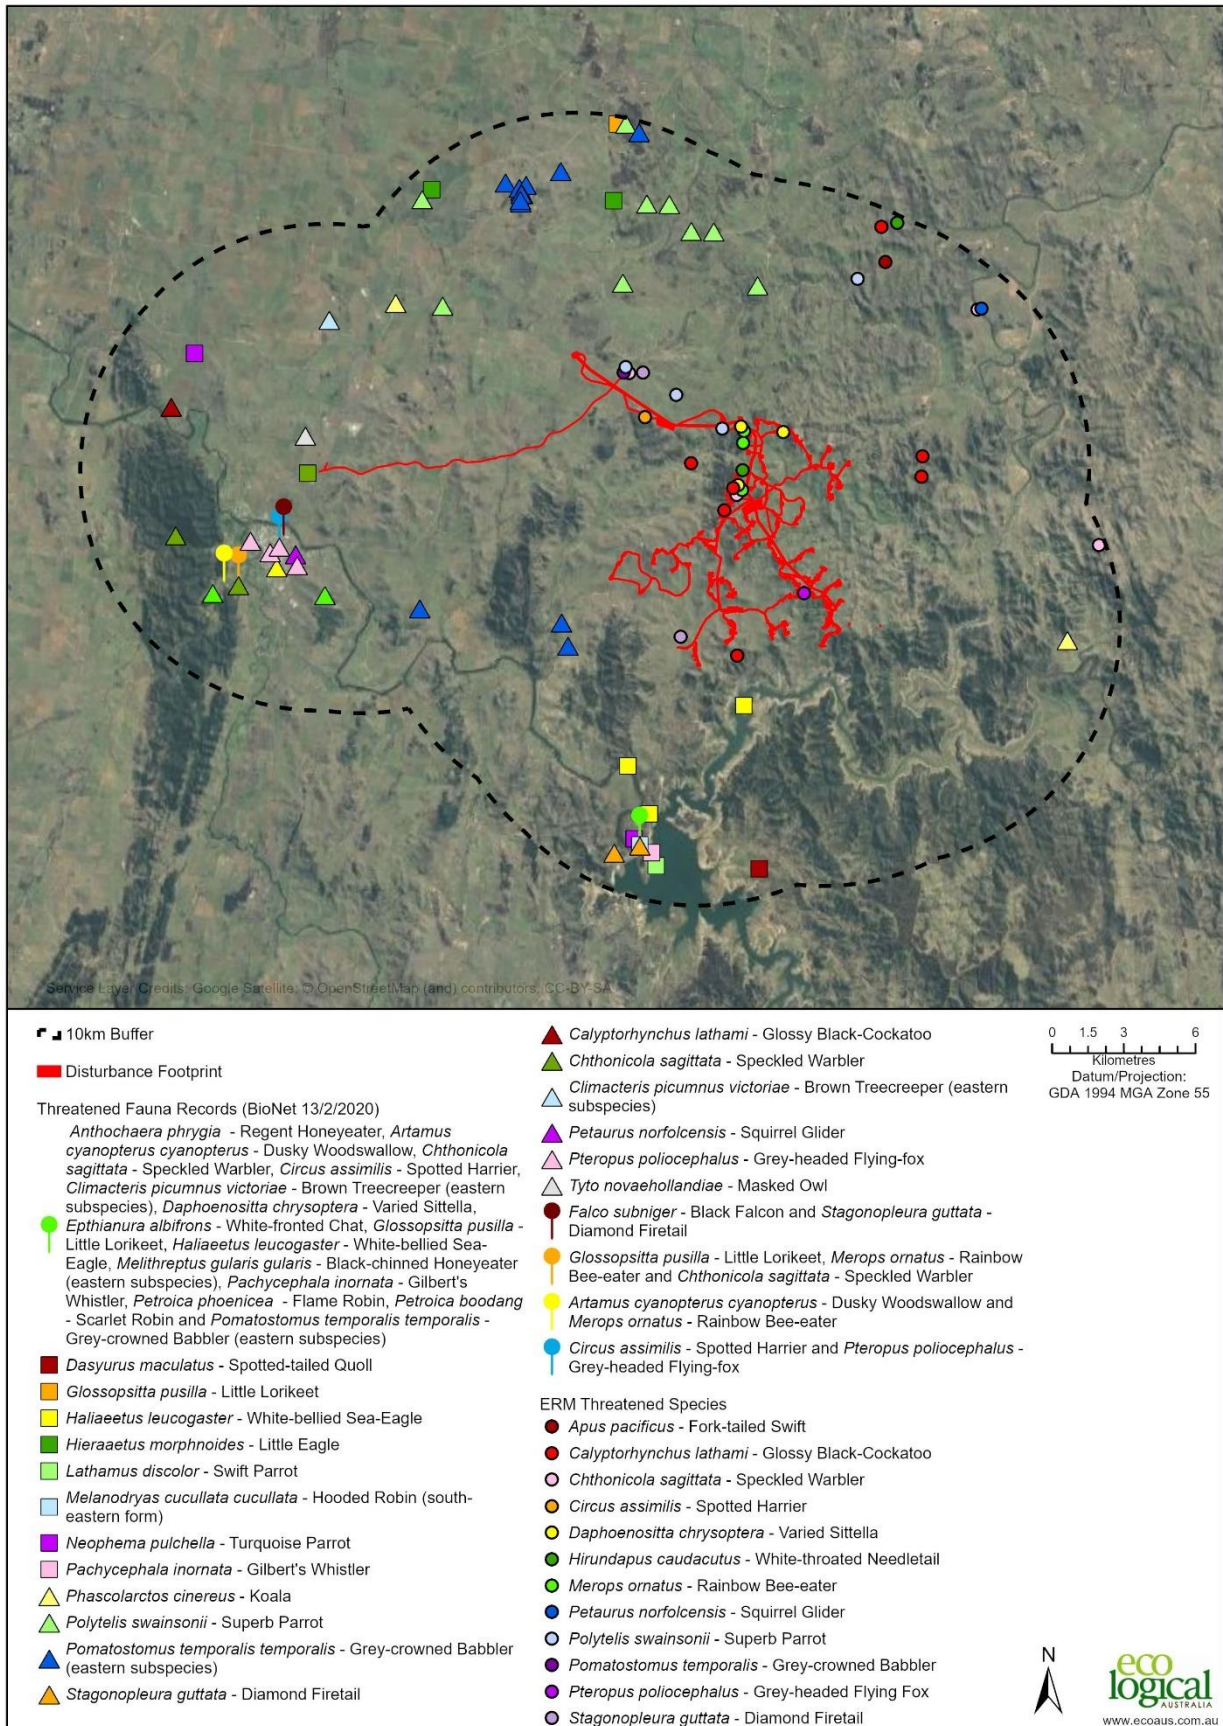 Service Layer Credits: Google Satellite: © OpenStreetMap (and) contributors, CC-BY-SA
10km Buffer
Disturbance Footprint
Threatened Fauna Records (BioNet 13/2/2020)
Anthochaera phrygia - Regent Honeyeater, Artamus
cyanopterus cyanopterus - Dusky Woodswallow, Chthonicola
sagittata - Speckled Warbler, Circus assimilis - Spotted Harrier,
Climacteris picumnus victoriae - Brown Treecreeper (eastern
subspecies), Daphoenositta chrysoptera - Varied Sittella,
Epthianura albifrons - White-fronted Chat, Glossopsitta pusilla -
Little Lorikeet, Haliaeetus leucogaster - White-bellied Sea-
Eagle, Melithreptus gularis gularis - Black-chinned Honeyeater
(eastern subspecies), Pachycephala inornata - Gilbert's
Whistler, Petroica phoenicea - Flame Robin, Petroica boodang
- Scarlet Robin and Pomatostomus temporalis temporalis -
Grey-crowned Babbler (eastern subspecies)
Dasyurus maculatus - Spotted-tailed Quoll
Glossopsitta pusilla - Little Lorikeet
Haliaeetus leucogaster - White-bellied Sea-Eagle
Hieraaetus morphnoides - Little Eagle
Lathamus discolor - Swift Parrot
Melanodryas cucullata cucullata - Hooded Robin (south-
eastern form)
Neophema pulchella - Turquoise Parrot
Pachycephala inornata - Gilbert's Whistler
Phascolarctos cinereus - Koala
Polytelis swainsonii - Superb Parrot
Pomatostomus temporalis temporalis - Grey-crowned Babbler
(eastern subspecies)
Stagonopleura guttata - Diamond Firetail
Calyptorhynchus lathami - Glossy Black-Cockatoo
Chthonicola sagittata - Speckled Warbler
Climacteris picumnus victoriae - Brown Treecreeper (eastern
subspecies)
Petaurus norfolcensis - Squirrel Glider
Pteropus poliocephalus - Grey-headed Flying-fox
Tyto novaehollandiae - Masked Owl
Falco subniger - Black Falcon and Stagonopleura guttata -
Diamond Firetail
Glossopsitta pusilla - Little Lorikeet, Merops ornatus - Rainbow
Bee-eater and Chthonicola sagittata - Speckled Warbler
Artamus cyanopterus cyanopterus - Dusky Woodswallow and
Merops ornatus - Rainbow Bee-eater
Circus assimilis - Spotted Harrier and Pteropus poliocephalus -
Grey-headed Flying-fox
ERM Threatened Species
Apus pacificus - Fork-tailed Swift
Calyptorhynchus lathami - Glossy Black-Cockatoo
Chthonicola sagittata - Speckled Warbler
Circus assimilis - Spotted Harrier
Daphoenositta chrysoptera - Varied Sittella
Hirundapus caudacutus - White-throated Needletail
Merops ornatus - Rainbow Bee-eater
Petaurus norfolcensis - Squirrel Glider
Polytelis swainsonii - Superb Parrot
Pomatostomus temporalis - Grey-crowned Babbler
Pteropus poliocephalus - Grey-headed Flying Fox
Stagonopleura guttata - Diamond Firetail
0 1.5 3 6
Kilometres
Datum/Projection:
GDA 1994 MGA Zone 55
N
eco
logical
AUSTRALIA
www.ecoaus.com.au